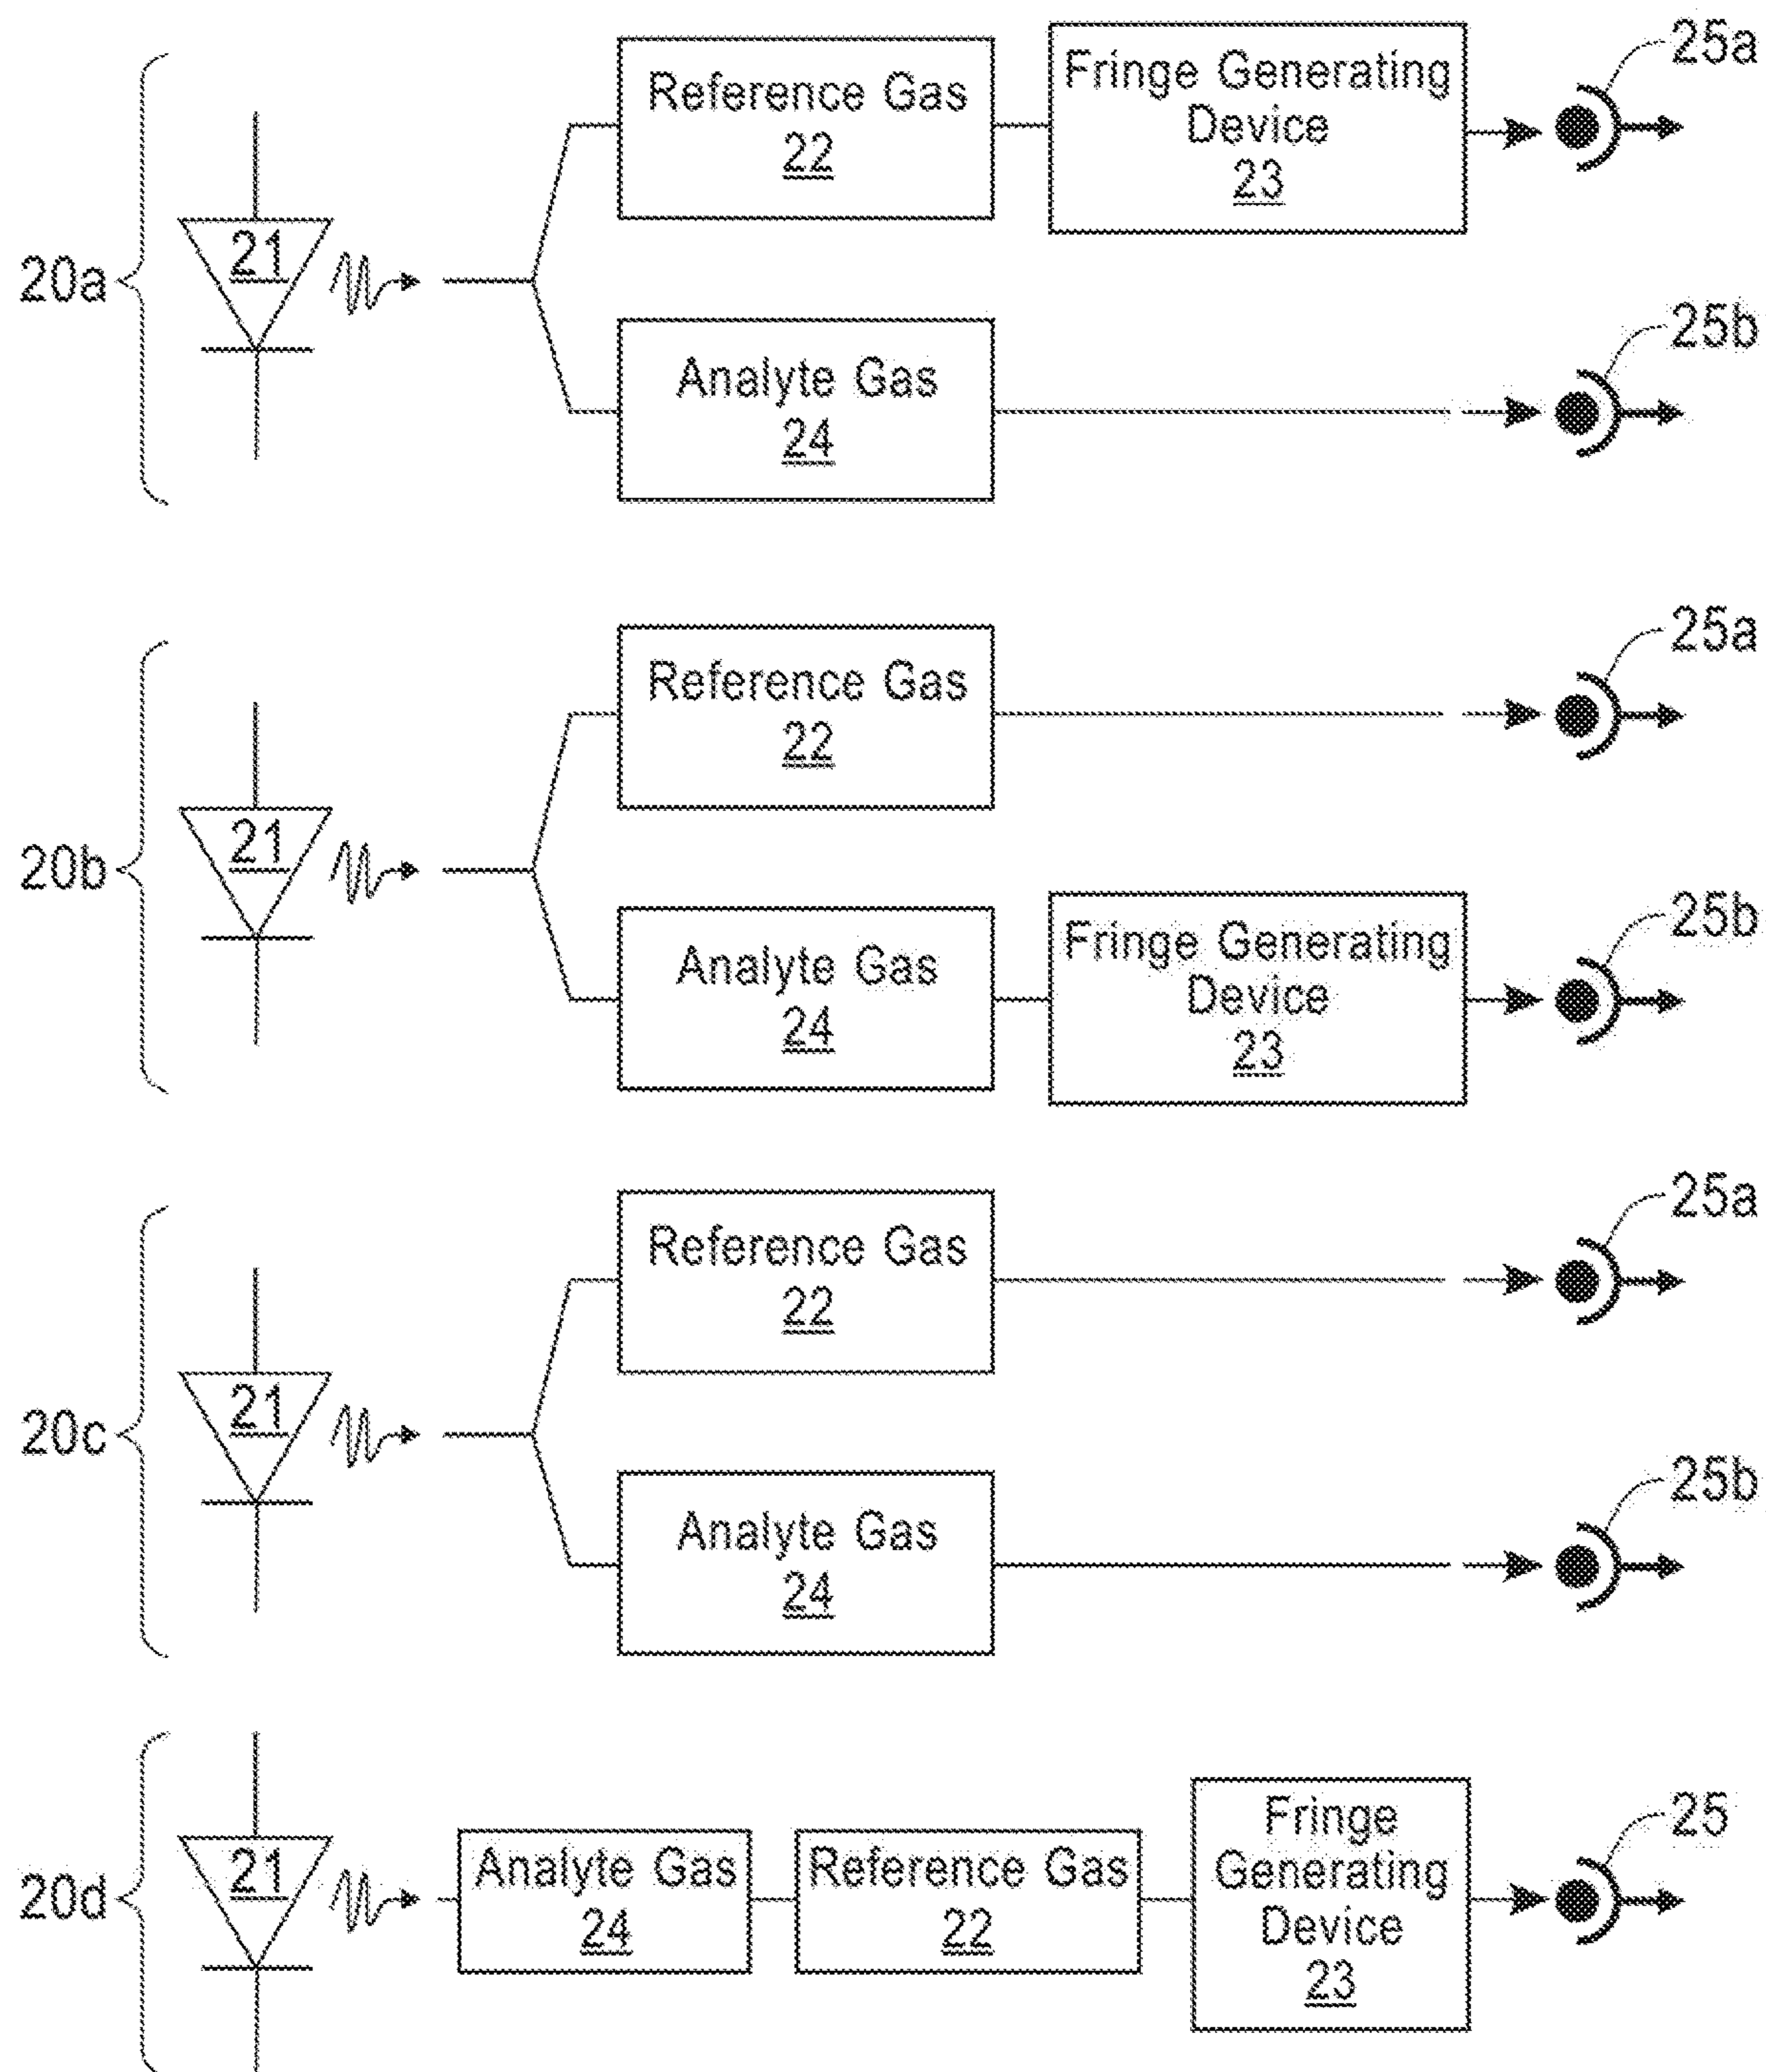 25a
Reference Gas
22
Fringe Generating
Device
23
20a
21
25b
Analyte Gas
24
25a
Reference Gas
22
20b
21
25b
Analyte Gas
24
Fringe Generating
Device
23
25a
Reference Gas
22
20c
21
25b
Analyte Gas
24
20d
21
Analyte Gas
24
Reference Gas
22
Fringe
Generating
Device
23
25